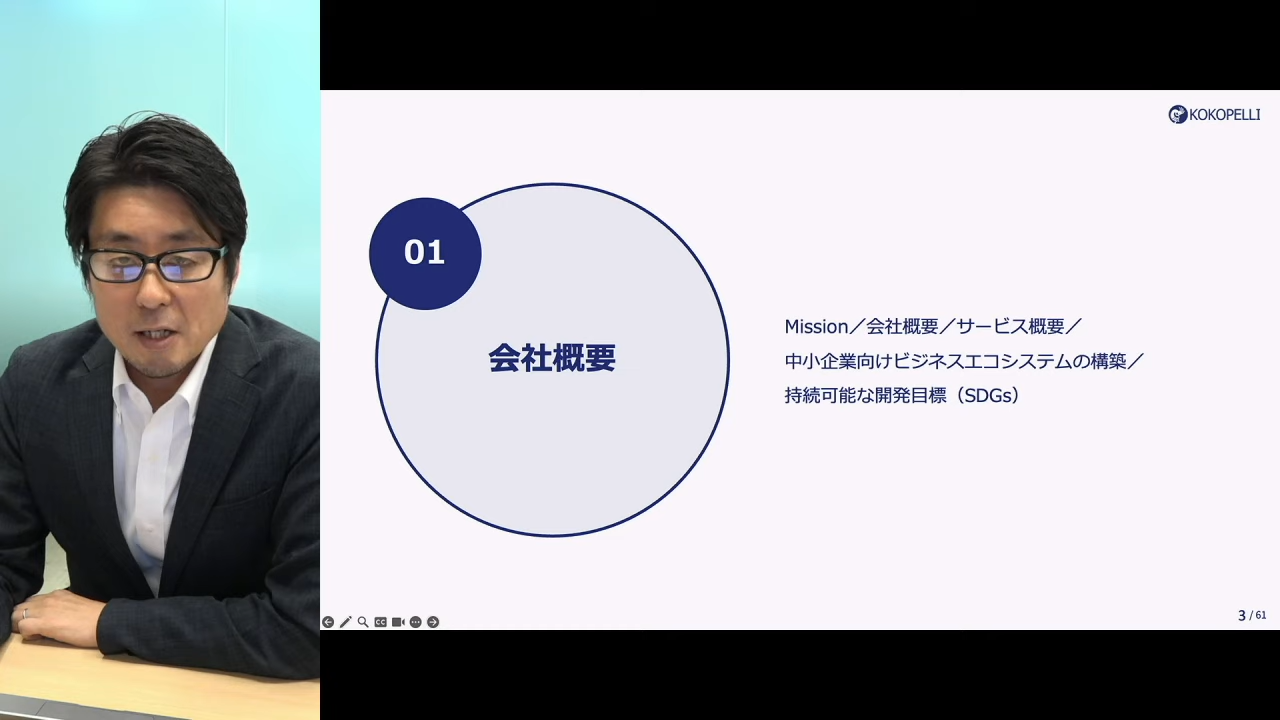 KOKOPELLI
01
会社概要
Mission／会社概要／サービス概要／
中小企業向けビジネスエコシステムの構築／
持続可能な開発目標（SDGs）
CC
3 / 61